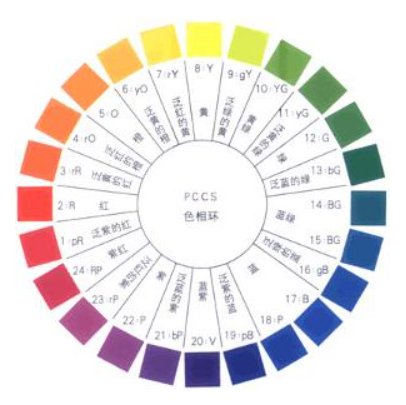 PCCS
色相环
1:pR
泛紫的红
2:R
红
3:rR
泛黄的红
4:rO
泛红的橙
5:O
橙
6:yO
泛黄的橙
7:rY
泛红的黄
8:Y
黄
9:gY
泛绿的黄
10:YG
黄绿
11:yG
泛黄的绿
12:G
绿
13:bG
泛蓝的绿
14:BG
蓝绿
15:BG
16:gB
泛绿的蓝
17:B
蓝
18:P
19:pB
泛紫的蓝
20:V
蓝紫
21:bP
泛蓝的紫
22:P
紫
23:rP
泛红的紫
24:RP
紫红